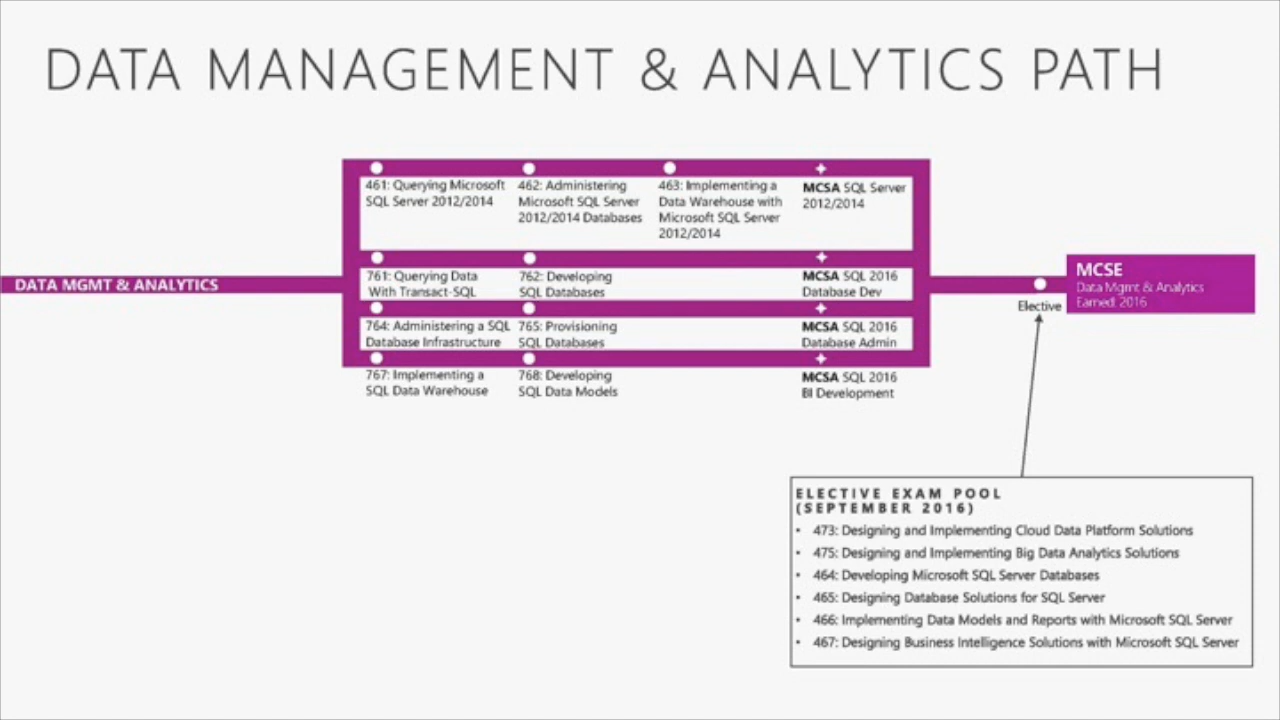 DATA MANAGEMENT & ANALYTICS PATH
461: Querying Microsoft
SQL Server 2012/2014
462: Administering
Microsoft SQL Server
2012/2014 Databases
463: Implementing a
Data Warehouse with
Microsoft SQL Server
2012/2014
MCSA SQL Server
2012/2014
DATA MGMT & ANALYTICS
761: Querying Data
With Transact-SQL
762: Developing
SQL Databases
MCSA SQL 2016
Database Dev
764: Administering a SQL
Database Infrastructure
765: Provisioning
SQL Databases
MCSA SQL 2016
Database Admin
767: Implementing a
SQL Data Warehouse
768: Developing
SQL Data Models
MCSA SQL 2016
BI Development
Elective
MCSE
Data Mgmt & Analytics
Earned: 2016
ELECTIVE EXAM POOL
(SEPTEMBER 2016)
• 473: Designing and Implementing Cloud Data Platform Solutions
• 475: Designing and Implementing Big Data Analytics Solutions
• 464: Developing Microsoft SQL Server Databases
• 465: Designing Database Solutions for SQL Server
• 466: Implementing Data Models and Reports with Microsoft SQL Server
• 467: Designing Business Intelligence Solutions with Microsoft SQL Server